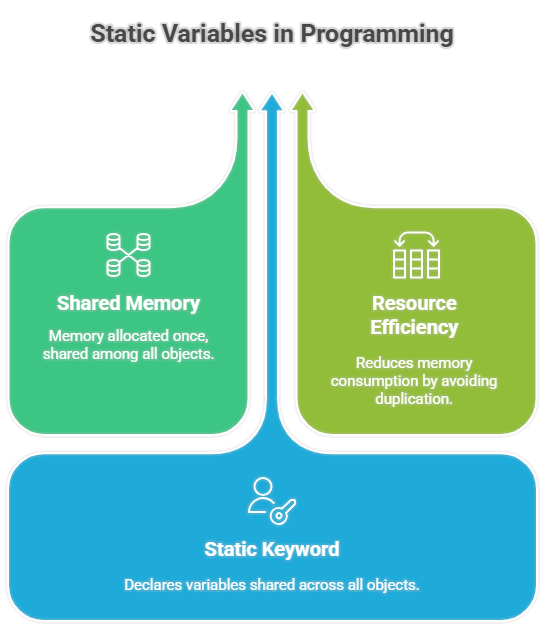 Static Variables in Programming
Shared Memory
Memory allocated once,
shared among all objects.
Resource
Efficiency
Reduces memory
consumption by avoiding
duplication.
Static Keyword
Declares variables shared across all objects.